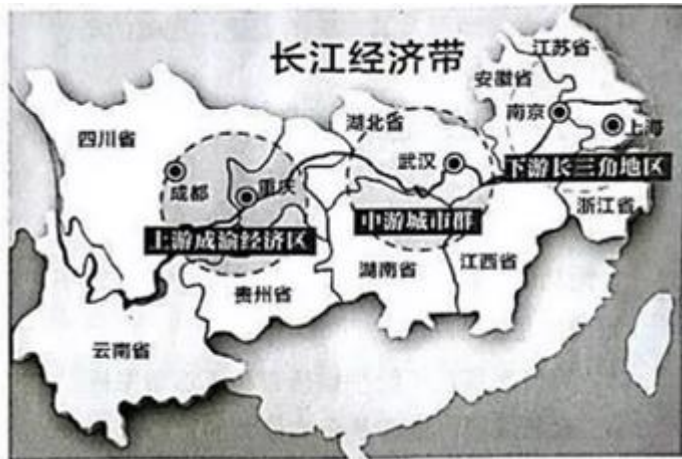 长江经济带
江苏省
安徽省
南京
上海
四川省
湖北省
成都
重庆
武汉
下游长三角地区
上游成渝经济区
中游城市群
浙江省
贵州省
湖南省
江西省
云南省